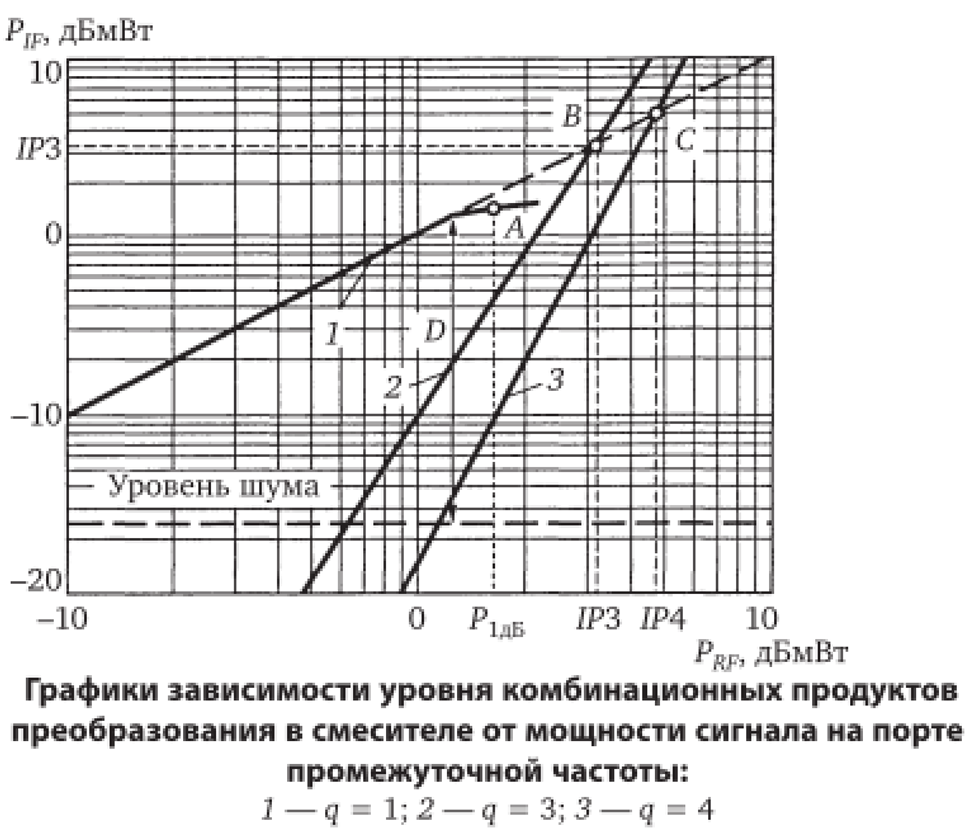 P_IF, дБмВт
10
B
IP3
C
0
A
1
D
2
3
–10
Уровень шума
–20
–10 0 P_1дБ IP3 IP4 10
P_RF, дБмВт
Графики зависимости уровня комбинационных продуктов
преобразования в смесителе от мощности сигнала на порте
промежуточной частоты:
1 — q = 1; 2 — q = 3; 3 — q = 4